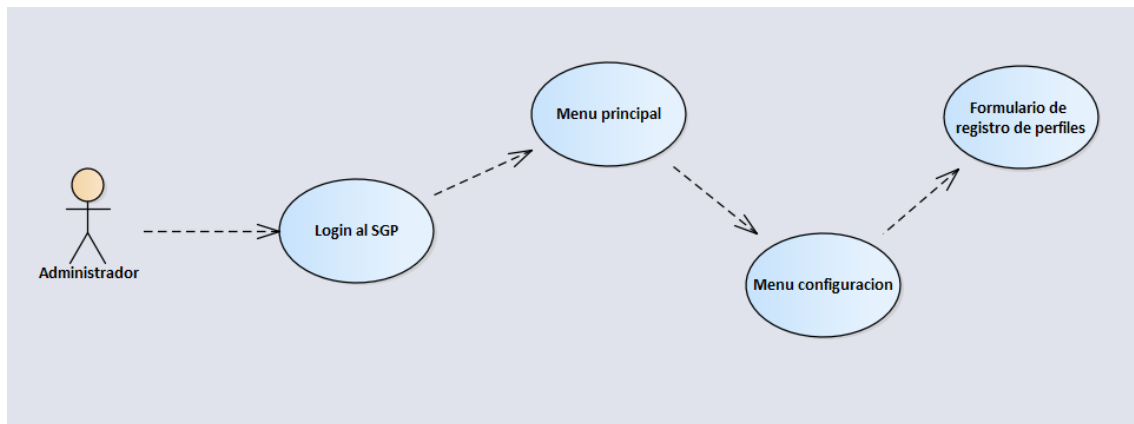 Administrador
Login al SGP
Menu principal
Menu configuracion
Formulario de
registro de perfiles